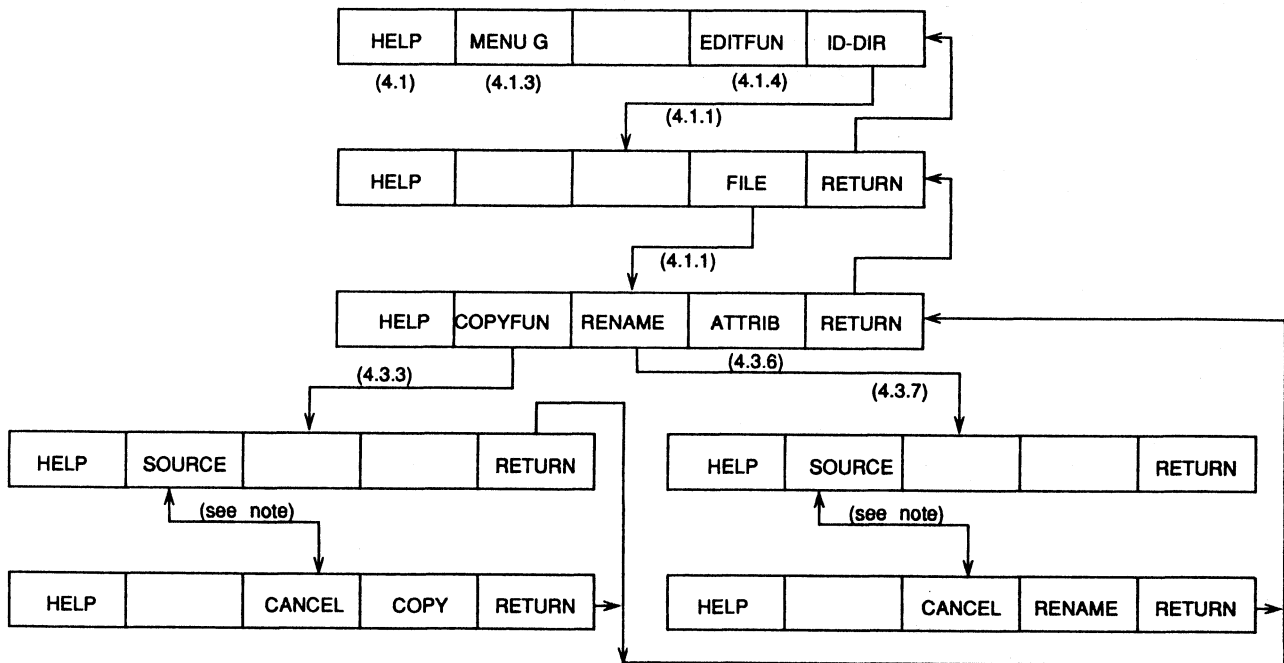 HELP MENU G EDITFUN ID-DIR
(4.1) (4.1.3) (4.1.4)
(4.1.1)
HELP FILE RETURN
(4.1.1)
HELP COPYFUN RENAME ATTRIB RETURN
(4.3.3) (4.3.6)
(4.3.7)
HELP SOURCE RETURN HELP SOURCE RETURN
(see note) (see note)
HELP CANCEL COPY RETURN HELP CANCEL RENAME RETURN